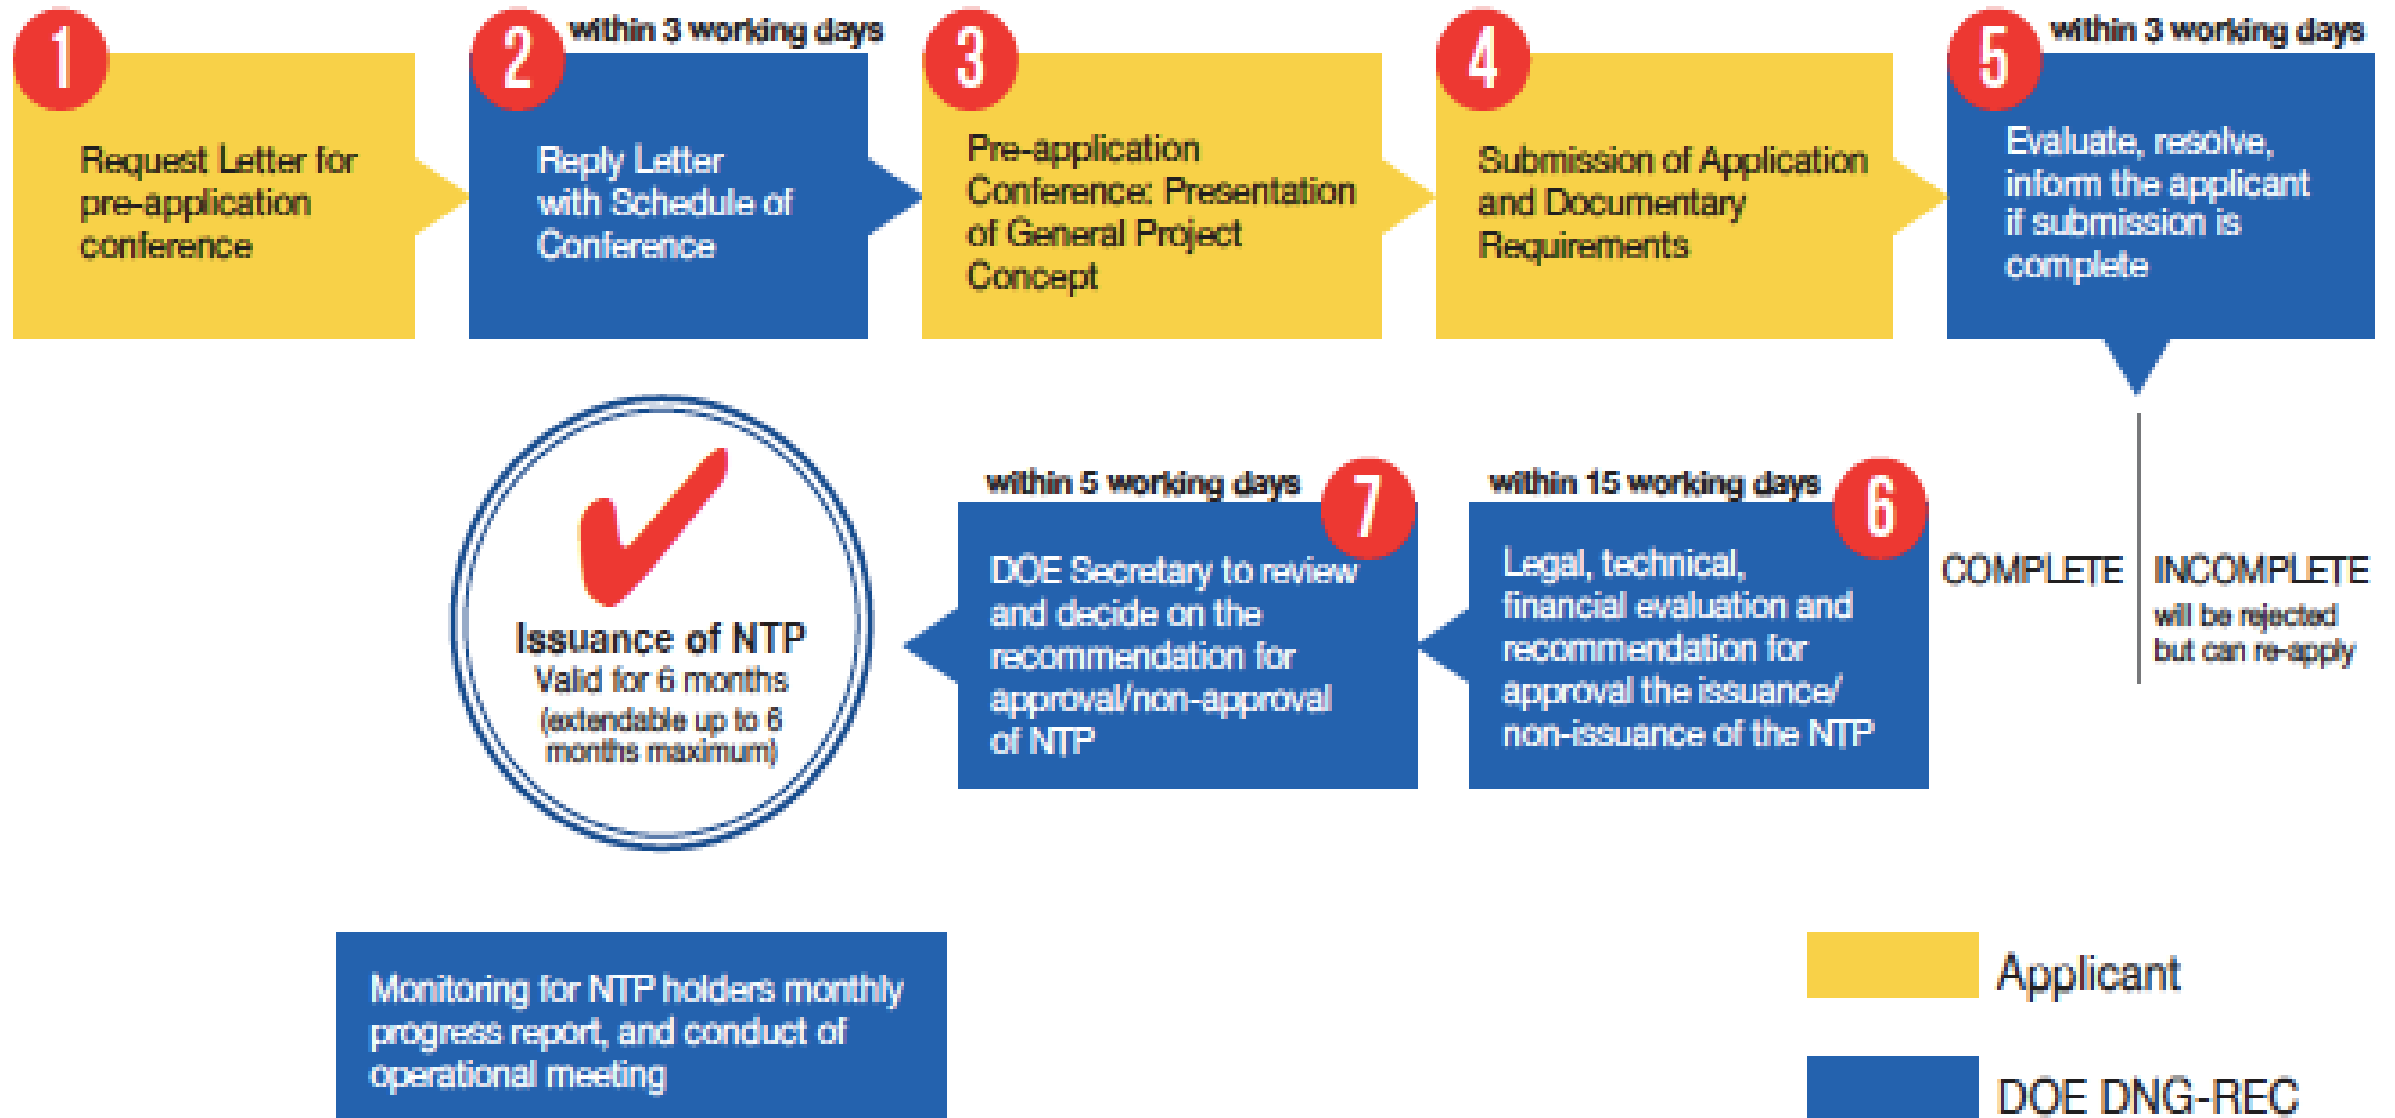 1
Request Letter for
pre-application
conference
2
within 3 working days
Reply Letter
with Schedule of
Conference
3
Pre-application
Conference: Presentation
of General Project
Concept
4
Submission of Application
and Documentary
Requirements
5
within 3 working days
Evaluate, resolve,
inform the applicant
if submission is
complete
COMPLETE
INCOMPLETE
will be rejected
but can re-apply
within 15 working days
6
Legal, technical,
financial evaluation and
recommendation for
approval the issuance/
non-issuance of the NTP
within 5 working days
7
DOE Secretary to review
and decide on the
recommendation for
approval/non-approval
of NTP
Issuance of NTP
Valid for 6 months
(extendable up to 6
months maximum)
Monitoring for NTP holders monthly
progress report, and conduct of
operational meeting
Applicant
DOE DNG-REC